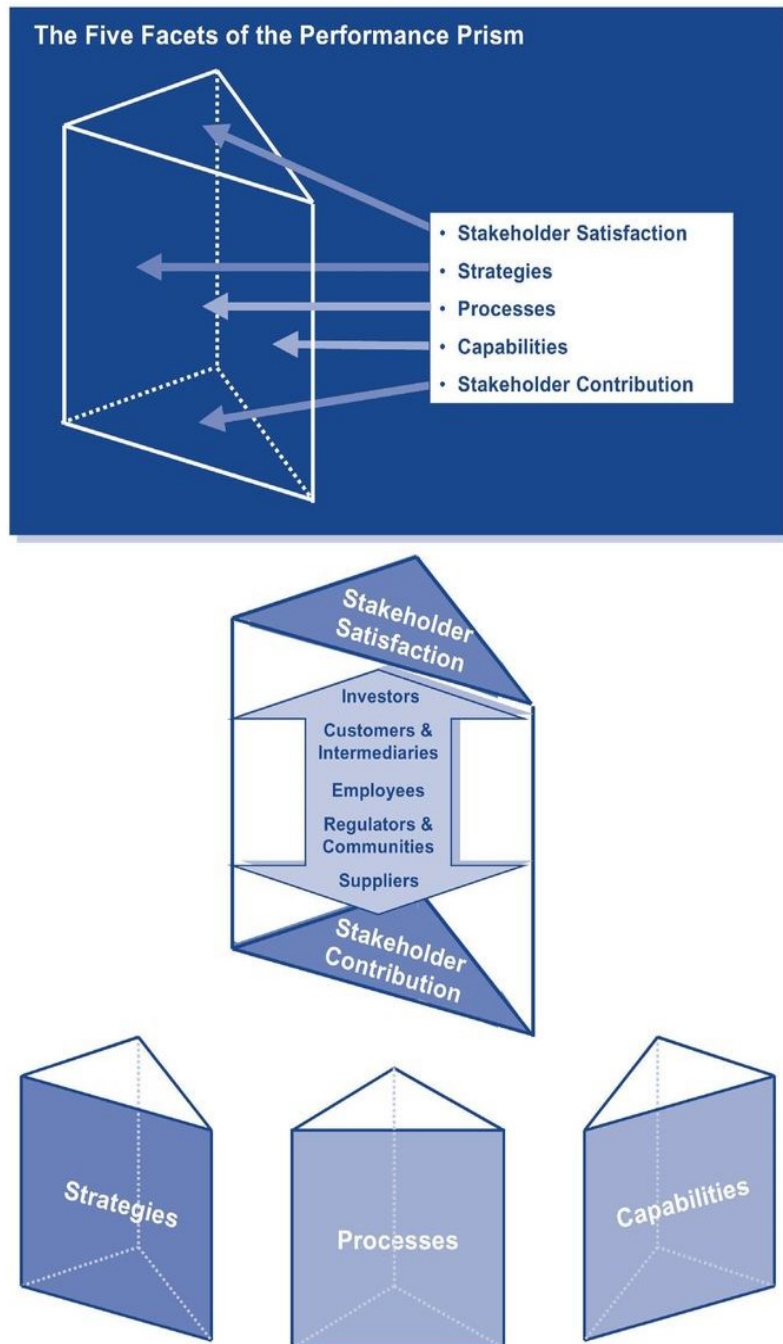 The Five Facets of the Performance Prism
• Stakeholder Satisfaction
• Strategies
• Processes
• Capabilities
• Stakeholder Contribution
Stakeholder
Satisfaction
Investors
Customers &
Intermediaries
Employees
Regulators &
Communities
Suppliers
Stakeholder
Contribution
Strategies
Processes
Capabilities